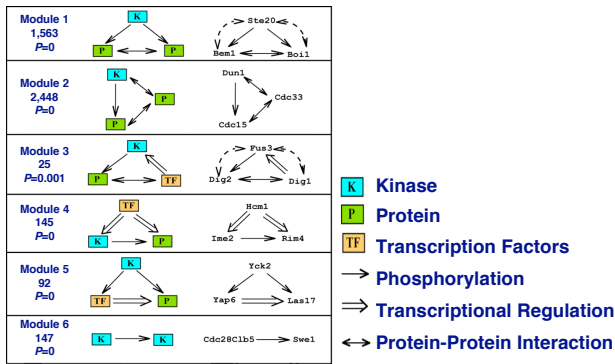 Module 1
1,563
P=0
K
P
P
Ste20
Bem1
Boi1
Module 2
2,448
P=0
K
P
P
Dun1
Cdc33
Cdc15
Module 3
25
P=0.001
K
P
TF
Fus3
Dig2
Dig1
Module 4
145
P=0
TF
K
P
Hcm1
Ime2
Rim4
Module 5
92
P=0
K
TF
P
Yck2
Yap6
Las17
Module 6
147
P=0
K
K
Cdc28Clb5
Swe1
K Kinase
P Protein
TF Transcription Factors
Phosphorylation
Transcriptional Regulation
Protein-Protein Interaction